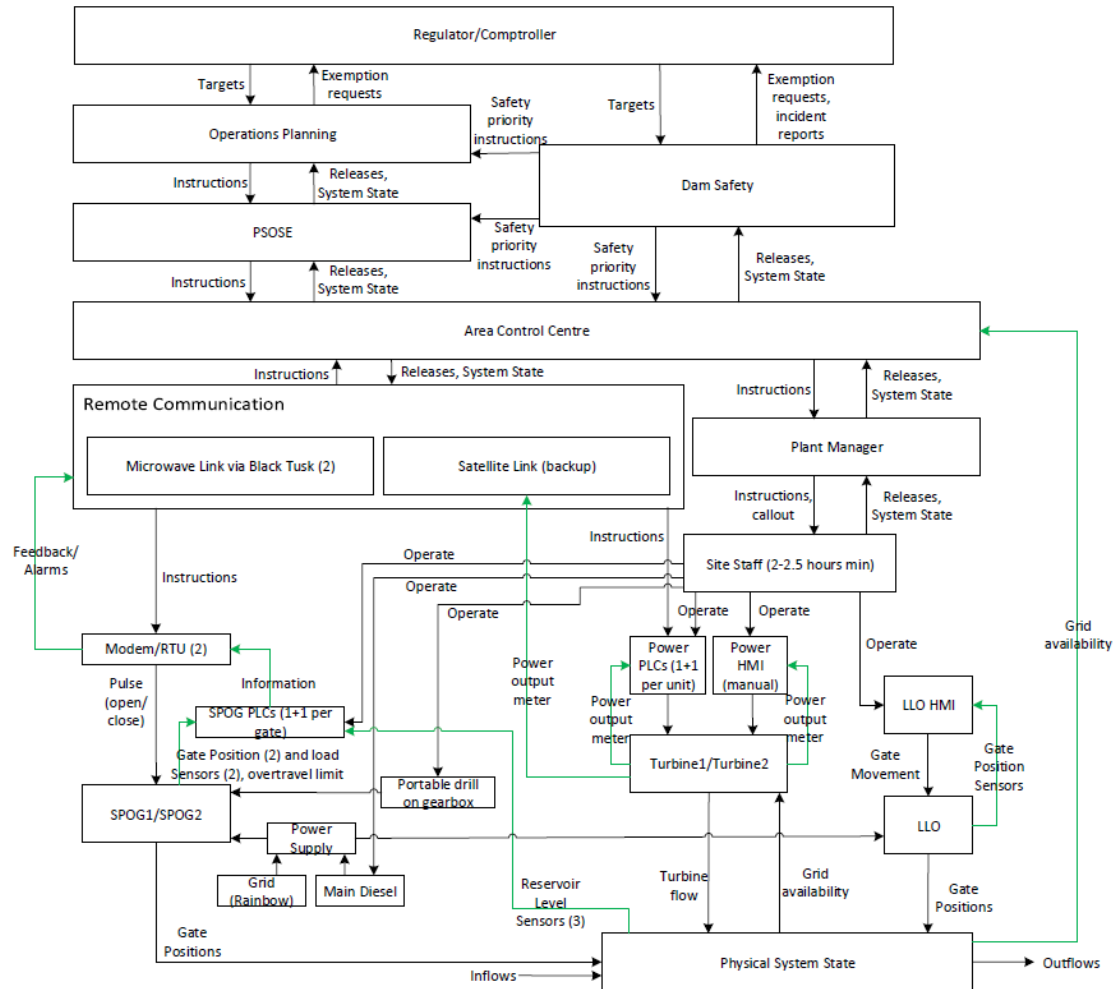 Regulator/Comptroller
Targets
Exemption
requests
Targets
Exemption
requests,
incident
reports
Safety
priority
instructions
Operations Planning
Dam Safety
Instructions
Releases,
System State
PSOSE
Safety
priority
instructions
Safety
priority
instructions
Releases,
System State
Instructions
Releases,
System State
Area Control Centre
Instructions
Releases, System State
Instructions
Releases,
System State
Remote Communication
Microwave Link via Black Tusk (2)
Satellite Link (backup)
Plant Manager
Instructions,
callout
Releases,
System State
Feedback/
Alarms
Instructions
Instructions
Operate
Operate
Operate
Site Staff (2-2.5 hours min)
Operate
Operate
Operate
Grid
availability
Modem/RTU (2)
Power
PLCs (1+1
per unit)
Power
HMI
(manual)
Power
output
meter
Pulse
(open/
close)
Information
SPOG PLCs (1+1 per
gate)
LLO HMI
Power
output
meter
Power
output
meter
Gate Position (2) and load
Sensors (2), overtravel limit
Turbine1/Turbine2
Gate
Movement
Gate
Position
Sensors
Portable drill
on gearbox
SPOG1/SPOG2
Power
Supply
LLO
Grid
(Rainbow)
Main Diesel
Reservoir
Level
Sensors (3)
Turbine
flow
Grid
availability
Gate
Positions
Gate
Positions
Physical System State
Inflows
Outflows